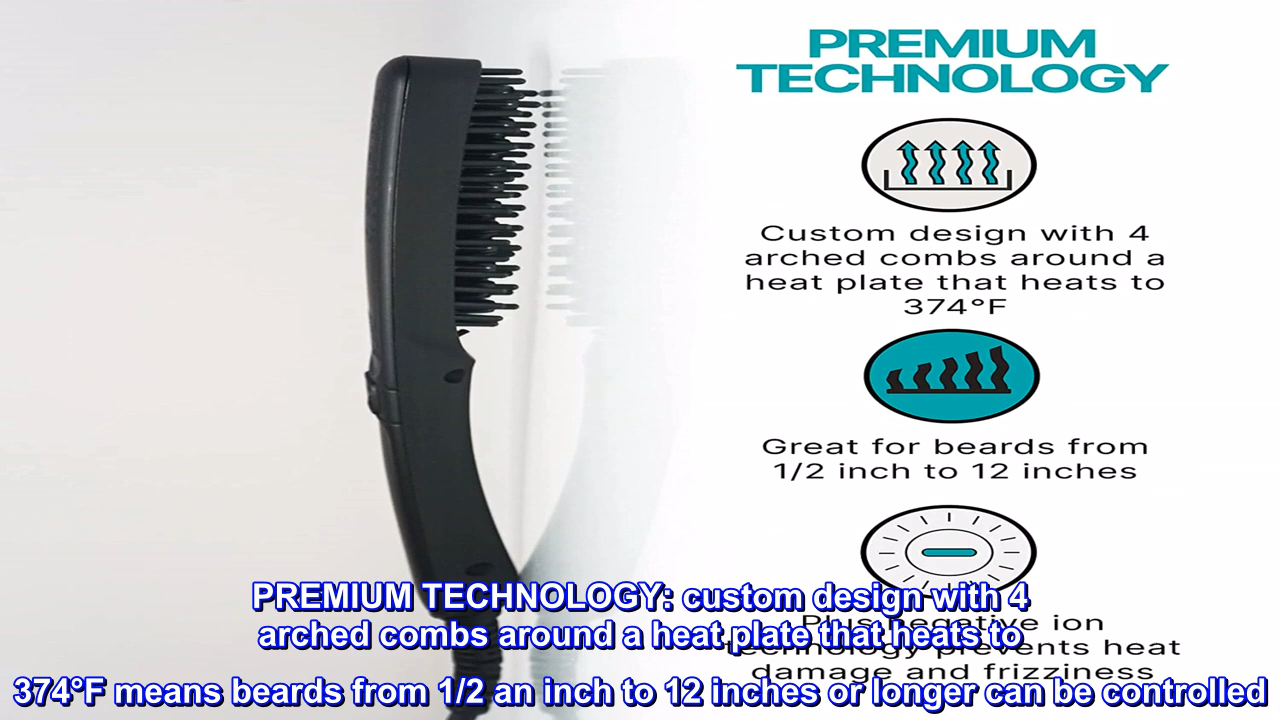 PREMIUM
TECHNOLOGY
Custom design with 4
arched combs around a
heat plate that heats to
374°F
Great for beards from
1/2 inch to 12 inches
Plus negative ion
technology prevents heat
damage and frizziness
PREMIUM TECHNOLOGY: custom design with 4
arched combs around a heat plate that heats to
374°F means beards from 1/2 an inch to 12 inches or longer can be controlled